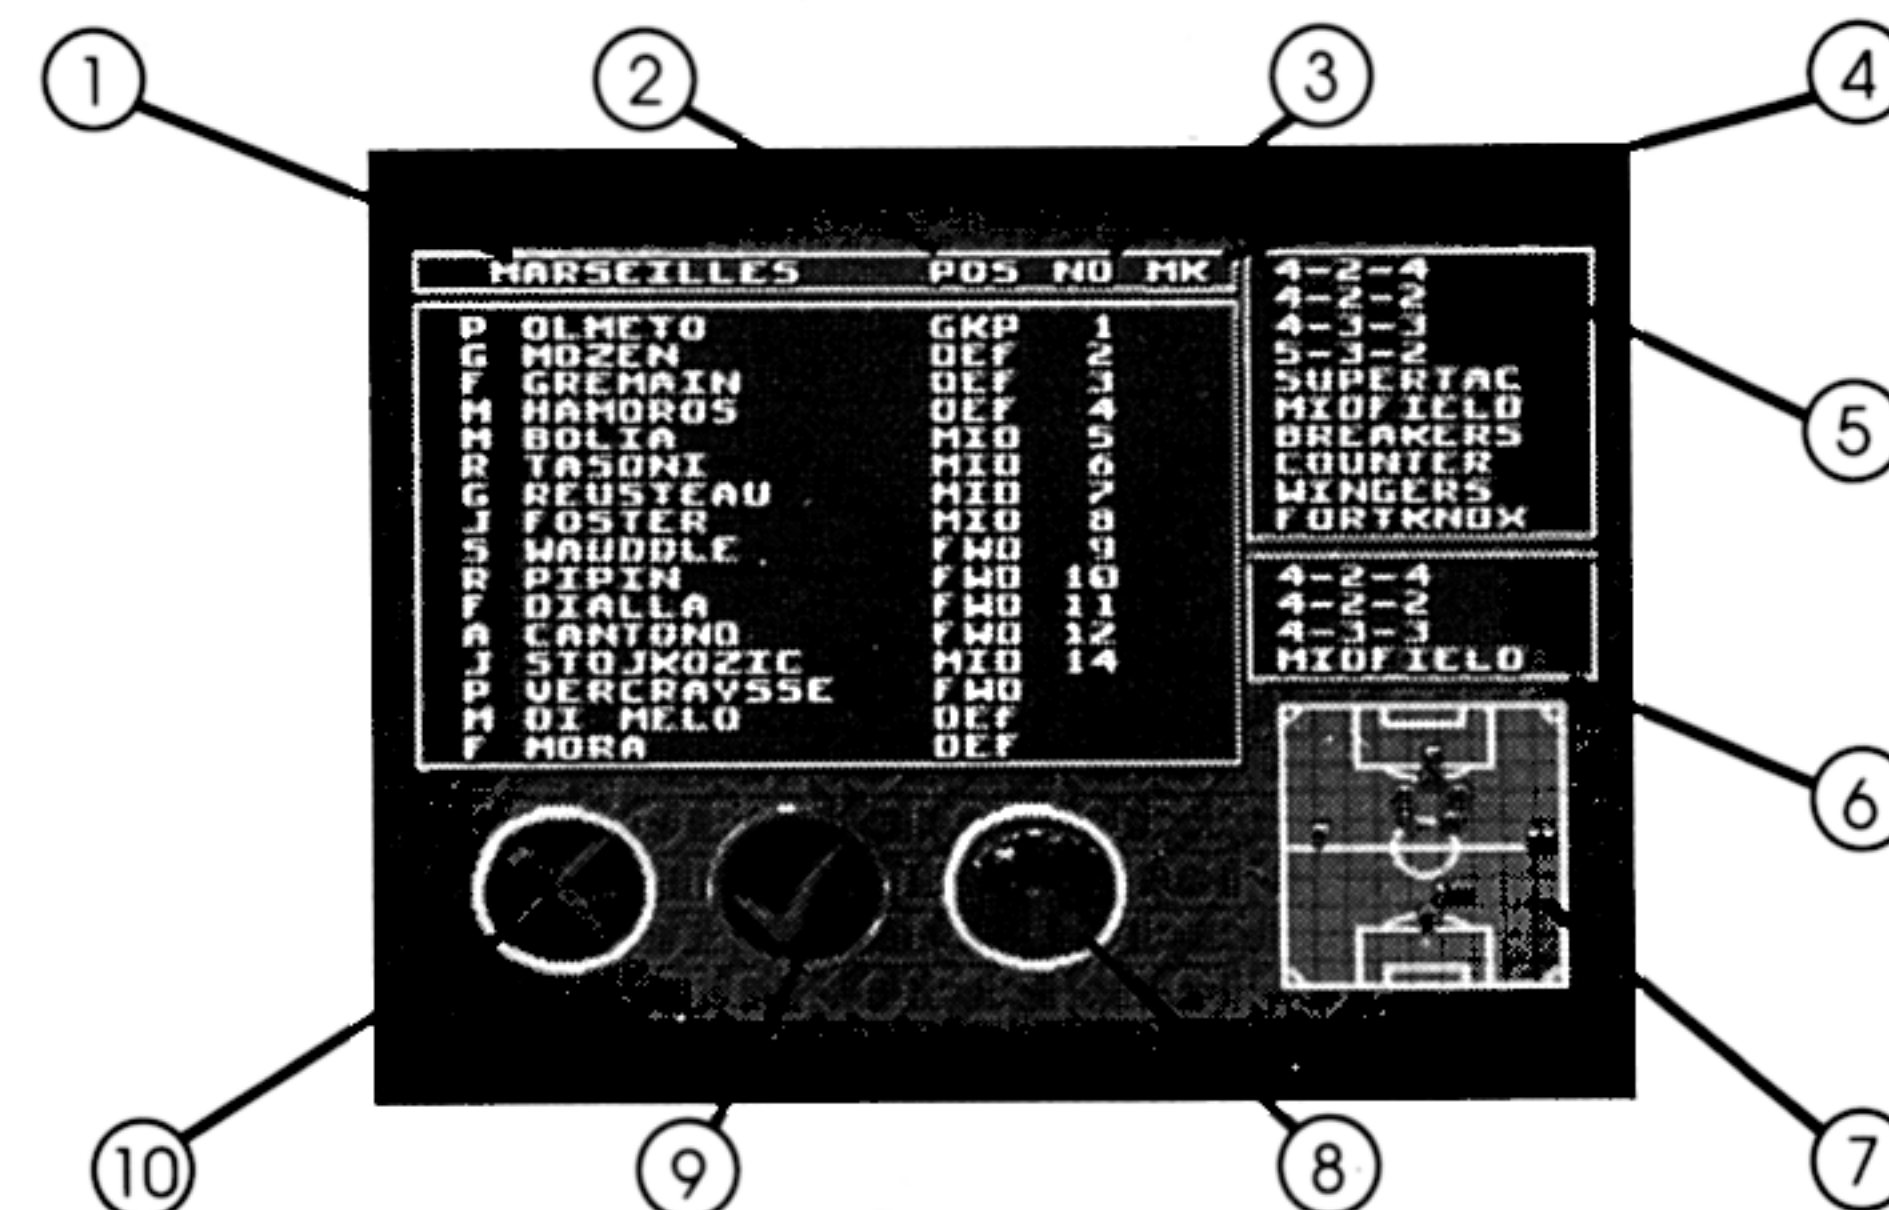 1 2 3 4
MARSEILLES POS NO MK
P OLMETO GKP 1
G MOZEN DEF 2
F GREMAIN DEF 3
M HAMOROS DEF 4
M BOLIA MID 5
R TASONI MID 6
G REUSTEAU MID 7
J FOSTER MID 8
S WAUDDLE FWD 9
R PIPIN FWD 10
F DIALLA FWD 11
A CANTONO FWD 12
J STOJKOZIC MID 14
P VERCRAYSSE FWD
M DI MELO DEF
F MORA DEF
4-2-4
4-2-2
4-3-3
5-3-2
SUPERTAC
MIDFIELD
BREAKERS
COUNTER
WINGERS
FORTKNOX
4-2-4
4-2-2
4-3-3
MIDFIELD
5
6
10 9 8 7